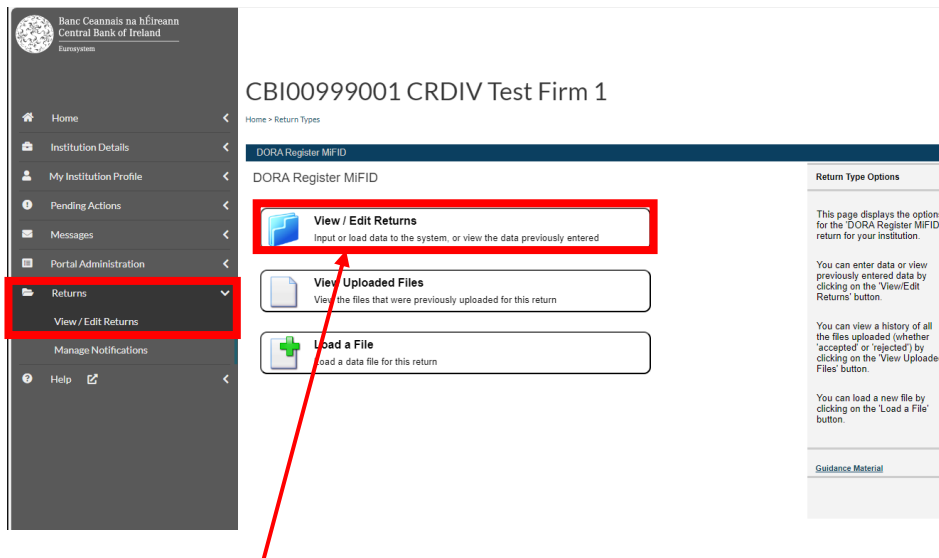 Banc Ceannais na hÉireann
Central Bank of Ireland
Eurosystem
Home
Institution Details
My Institution Profile
Pending Actions
Messages
Portal Administration
Returns
View / Edit Returns
Manage Notifications
Help
CBI00999001 CRDIV Test Firm 1
Home > Return Types
DORA Register MiFID
DORA Register MiFID
View / Edit Returns
Input or load data to the system, or view the data previously entered
View Uploaded Files
View the files that were previously uploaded for this return
Load a File
Load a data file for this return
Return Type Options
This page displays the option
for the 'DORA Register MiFID
return for your institution.
You can enter data or view
previously entered data by
clicking on the 'View/Edit
Returns' button.
You can view a history of all
the files uploaded (whether
'accepted' or 'rejected') by
clicking on the 'View Uploade
Files' button.
You can load a new file by
clicking on the 'Load a File'
button.
Guidance Material